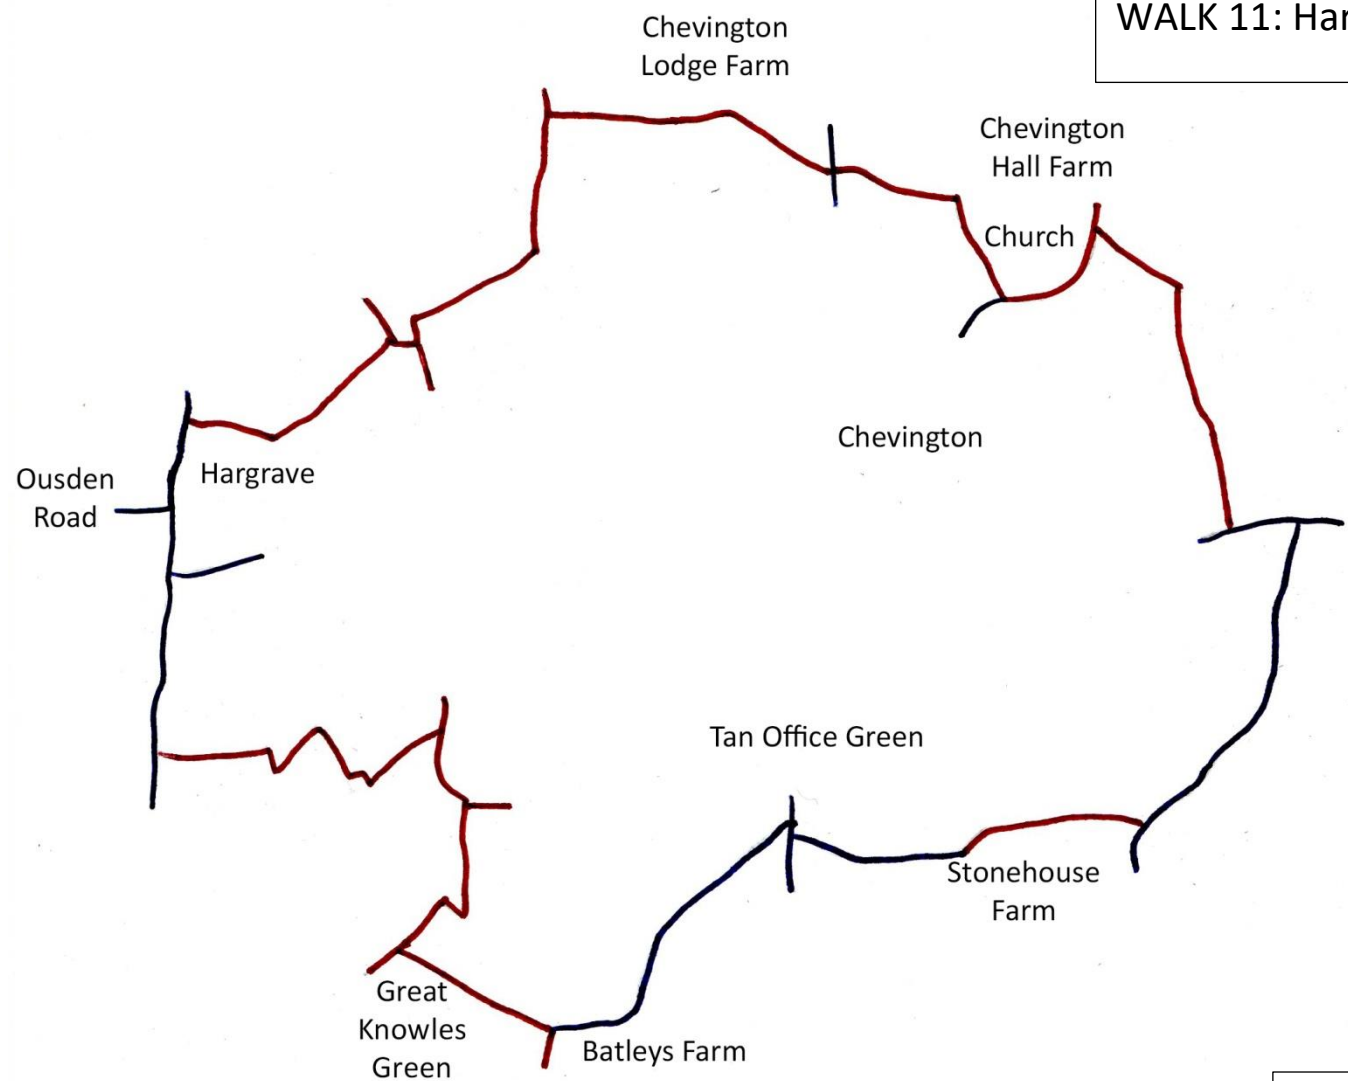 WALK 11: Har
Chevington
Lodge Farm
Chevington
Hall Farm
Church
Chevington
Ousden
Road
Hargrave
Tan Office Green
Stonehouse
Farm
Great
Knowles
Green
Batleys Farm